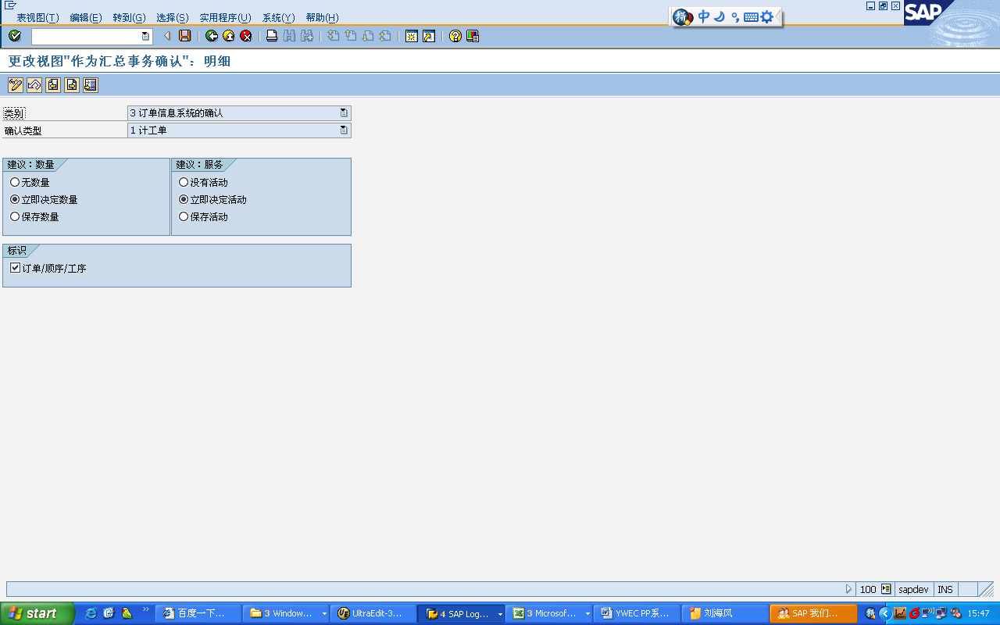 表视图(T) 编辑(E) 转到(G) 选择(S) 实用程序(U) 系统(Y) 帮助(H)
中
SAP
更改视图"作为汇总事务确认"：明细
类别 3 订单信息系统的确认
确认类型 1 计工单
建议：数量 建议：服务
无数量 没有活动
立即决定数量 立即决定活动
保存数量 保存活动
标识
订单/顺序/工序
100 sapdev INS
start » 百度一下... 3 Window... UltraEdit-3... 4 SAP Log... 3 Microsof... YWEC PP系... 刘海风 SAP 我们... 15:47